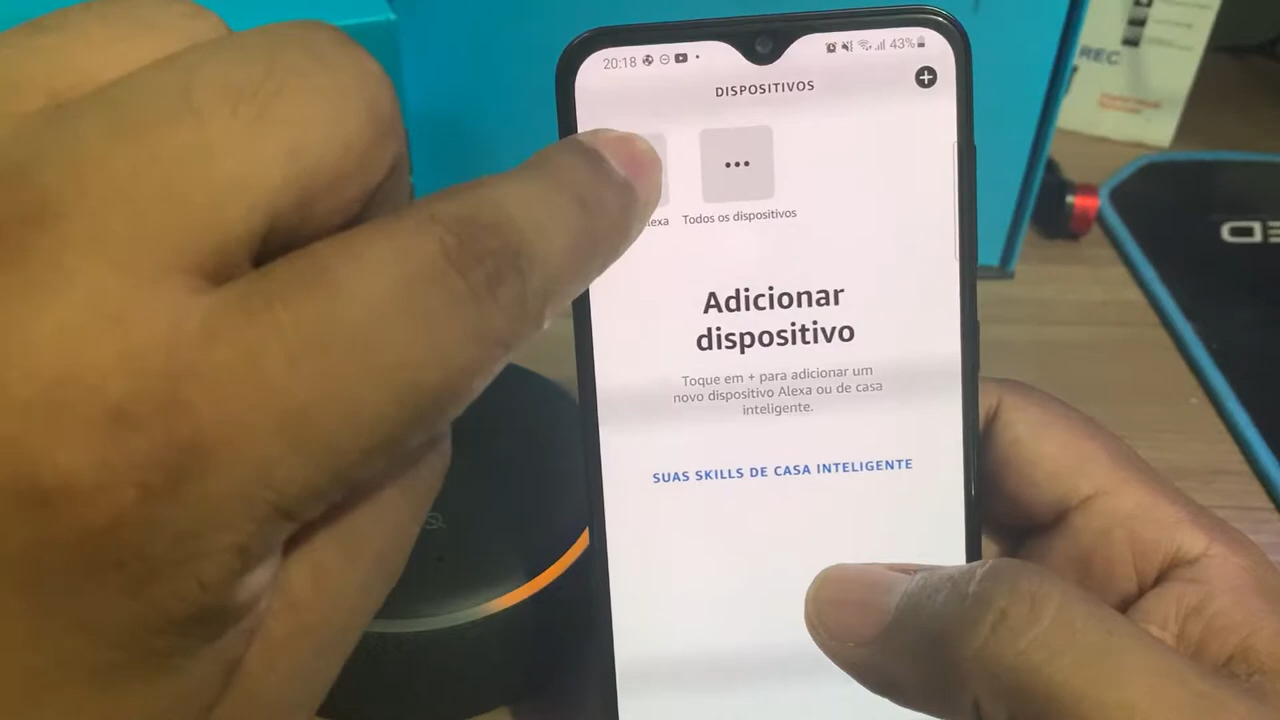 20:18
43%
DISPOSITIVOS
Todos os dispositivos
Adicionar
dispositivo
Toque em + para adicionar um
novo dispositivo Alexa ou de casa
inteligente.
SUAS SKILLS DE CASA INTELIGENTE
REC